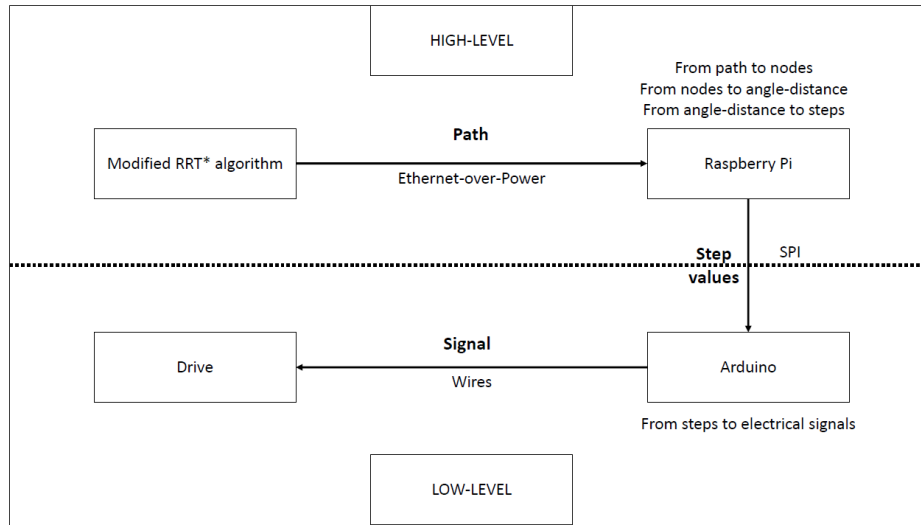 HIGH-LEVEL
From path to nodes
From nodes to angle-distance
From angle-distance to steps
Path
Modified RRT* algorithm
Raspberry Pi
Ethernet-over-Power
Step
values
SPI
Signal
Drive
Arduino
Wires
From steps to electrical signals
LOW-LEVEL